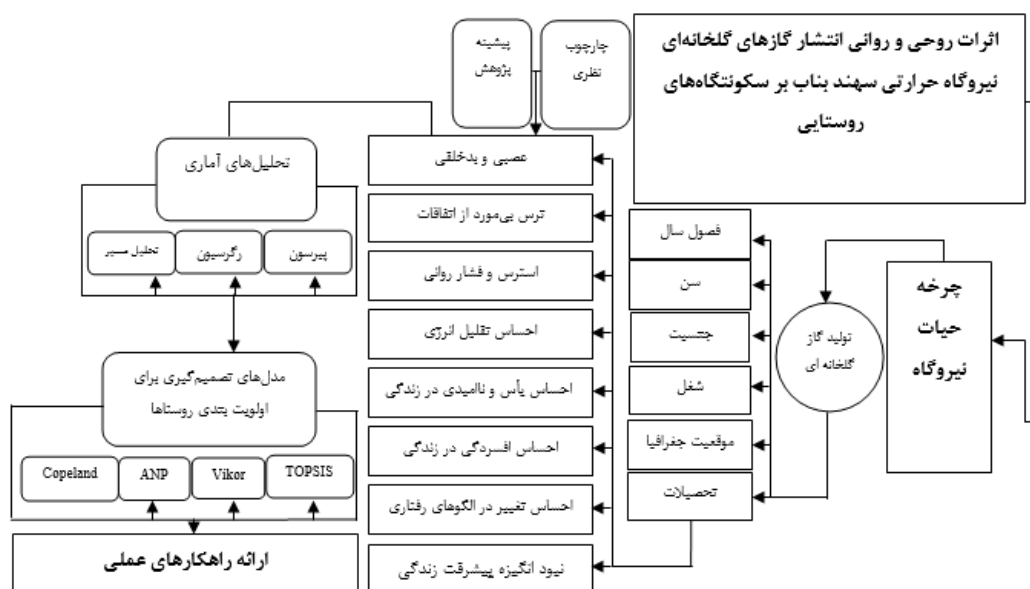 اثرات روحی و روانی انتشار گازهای گلخانه‌ای
نیروگاه حرارتی سهند بناب بر سکونتگاه‌های
روستایی
چرخه
حیات
نیروگاه
تولید گاز
گلخانه ای
فصول سال
سن
جنسیت
شغل
موقعیت جغرافیا
تحصیلات
چارچوب
نظری
پیشینه
پژوهش
عصبی و بدخلقی
ترس بی‌مورد از اتفاقات
استرس و فشار روانی
احساس تقلیل انرژی
احساس یأس و ناامیدی در زندگی
احساس افسردگی در زندگی
احساس تغییر در الگوهای رفتاری
نبود انگیزه پیشرفت زندگی
تحلیل‌های آماری
پیرسون
رگرسیون
تحلیل مسیر
مدل‌های تصمیم‌گیری برای
اولویت بندی روستاها
TOPSIS
Vikor
ANP
Copeland
ارائه راهکارهای عملی